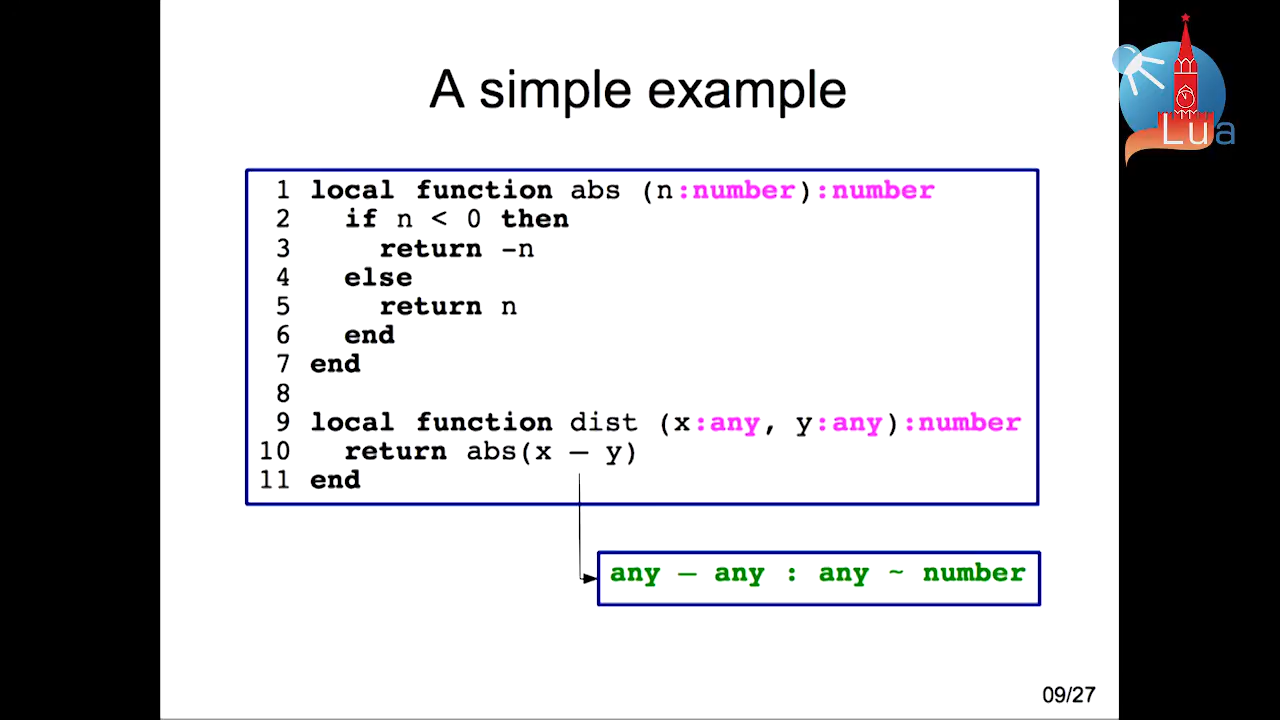 A simple example
Lua
1 local function abs (n:number):number
2 if n < 0 then
3 return -n
4 else
5 return n
6 end
7 end
8
9 local function dist (x:any, y:any):number
10 return abs(x — y)
11 end
any — any : any ~ number
09/27